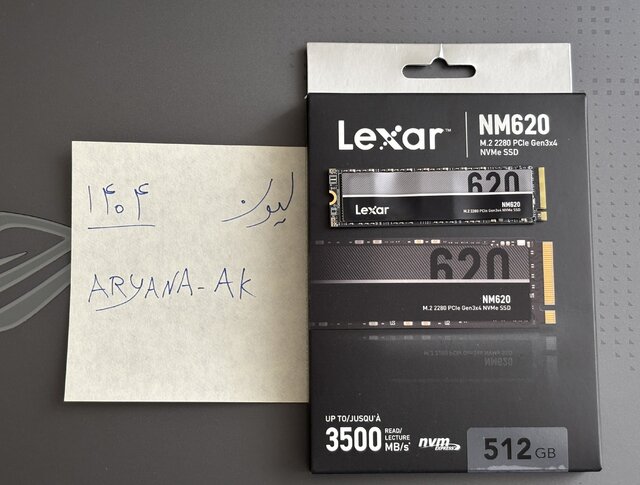 ۱۴۰۴ لیون
ARYANA-AK
Lexar™
NM620
M.2 2280 PCIe Gen3x4
NVMe SSD
620
Lexar
NM620
M.2 2280 PCIe Gen3x4 NVMe SSD
620
NM620
M.2 2280 PCIe Gen3x4 NVMe SSD
UP TO/JUSQU'À
3500 READ/
LECTURE
MB/s*
nvm
EXPRESS
512 GB